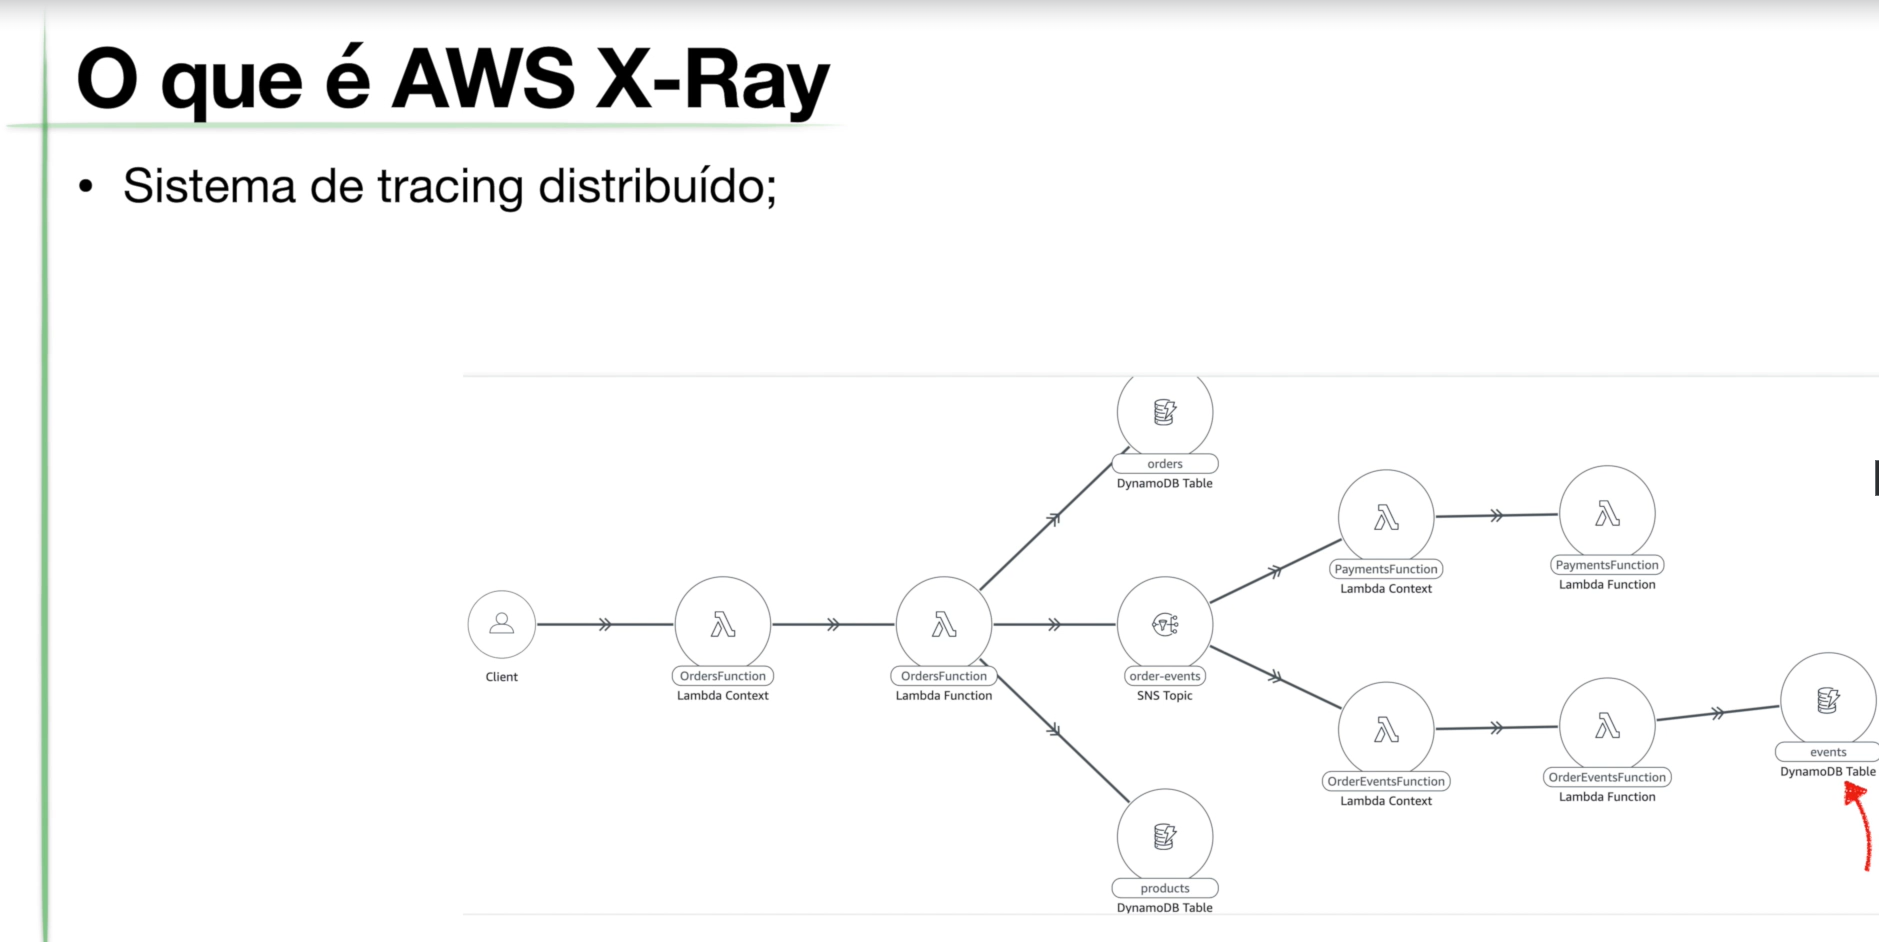 O que é AWS X-Ray
• Sistema de tracing distribuído;
orders
DynamoDB Table
PaymentsFunction
Lambda Context
PaymentsFunction
Lambda Function
Client
OrdersFunction
Lambda Context
OrdersFunction
Lambda Function
order-events
SNS Topic
OrderEventsFunction
Lambda Context
OrderEventsFunction
Lambda Function
events
DynamoDB Table
products
DynamoDB Table